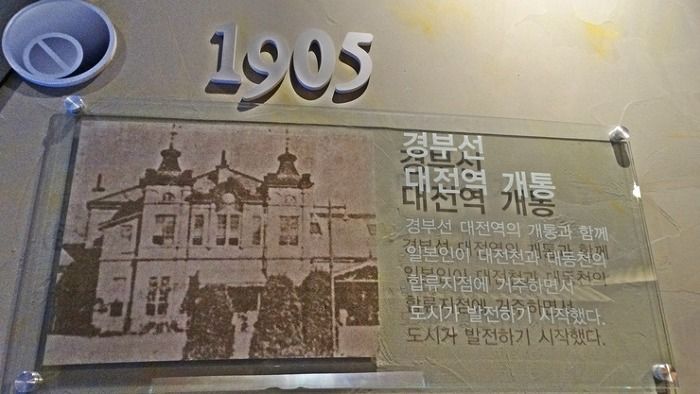 1905
경부선
대전역 개통
경부선 대전역의 개통과 함께
일본인이 대전천과 대동천의
합류지점에 거주하면서
도시가 발전하기 시작했다.